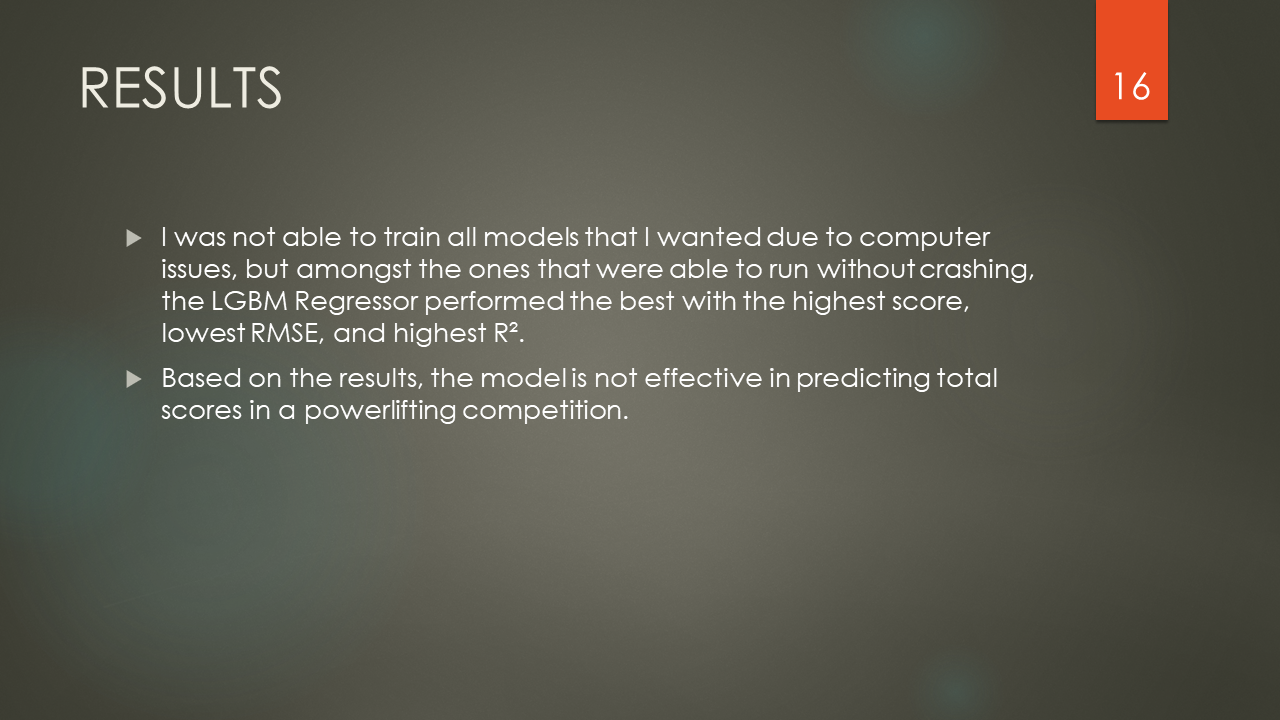 RESULTS
16
I was not able to train all models that I wanted due to computer
issues, but amongst the ones that were able to run without crashing,
the LGBM Regressor performed the best with the highest score,
lowest RMSE, and highest R².
Based on the results, the model is not effective in predicting total
scores in a powerlifting competition.